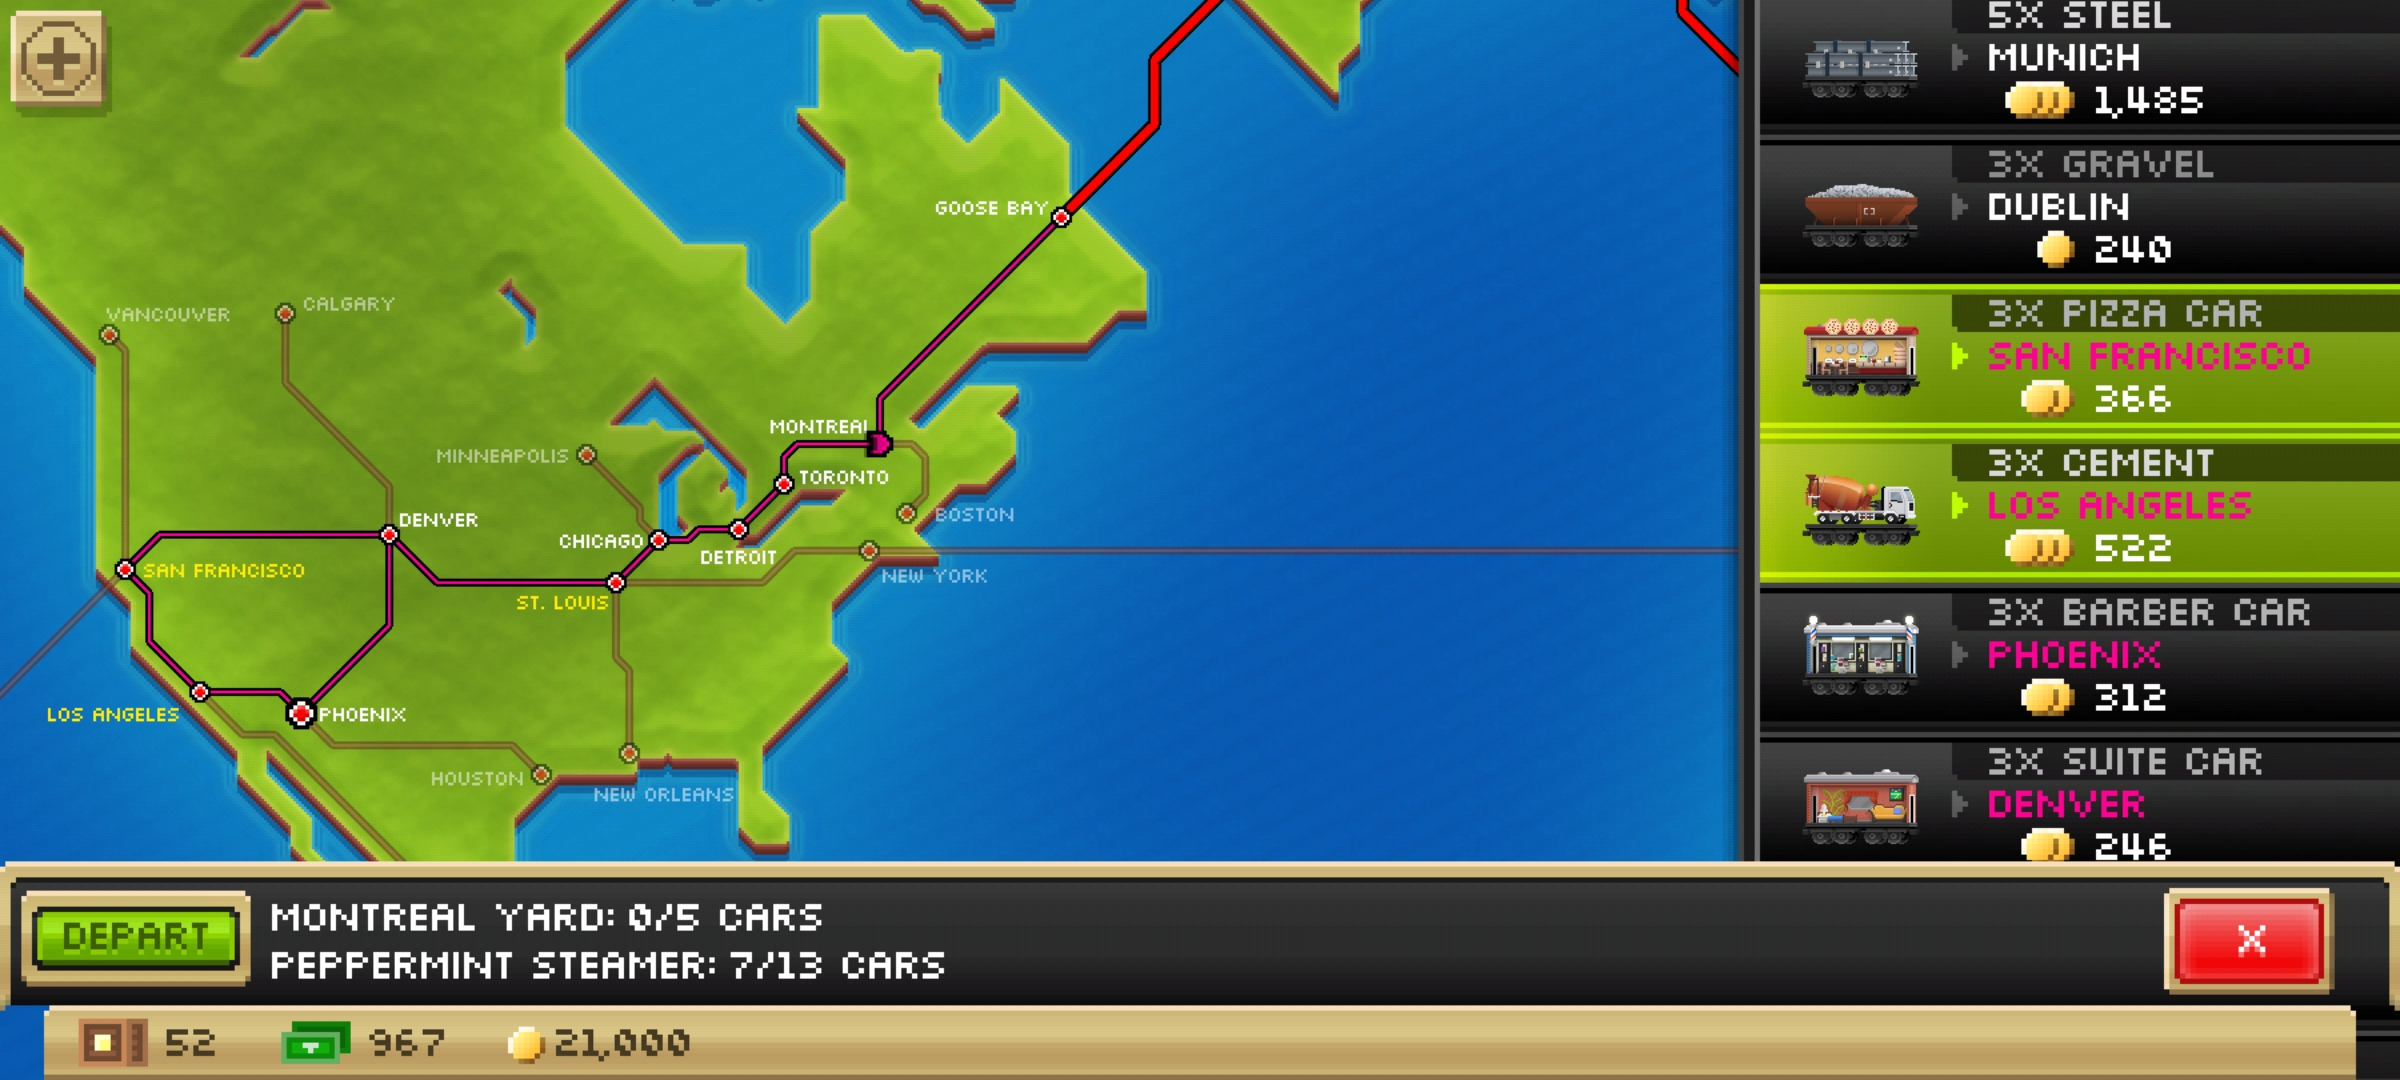 GOOSE BAY
VANCOUVER
CALGARY
MONTREAL
MINNEAPOLIS
TORONTO
DENVER
BOSTON
CHICAGO
DETROIT
SAN FRANCISCO
NEW YORK
ST. LOUIS
LOS ANGELES
PHOENIX
HOUSTON
NEW ORLEANS
5X STEEL
MUNICH
1,485
3X GRAVEL
DUBLIN
240
3X PIZZA CAR
SAN FRANCISCO
366
3X CEMENT
LOS ANGELES
522
3X BARBER CAR
PHOENIX
312
3X SUITE CAR
DENVER
246
DEPART
MONTREAL YARD: 0/5 CARS
PEPPERMINT STEAMER: 7/13 CARS
X
52
967
21,000